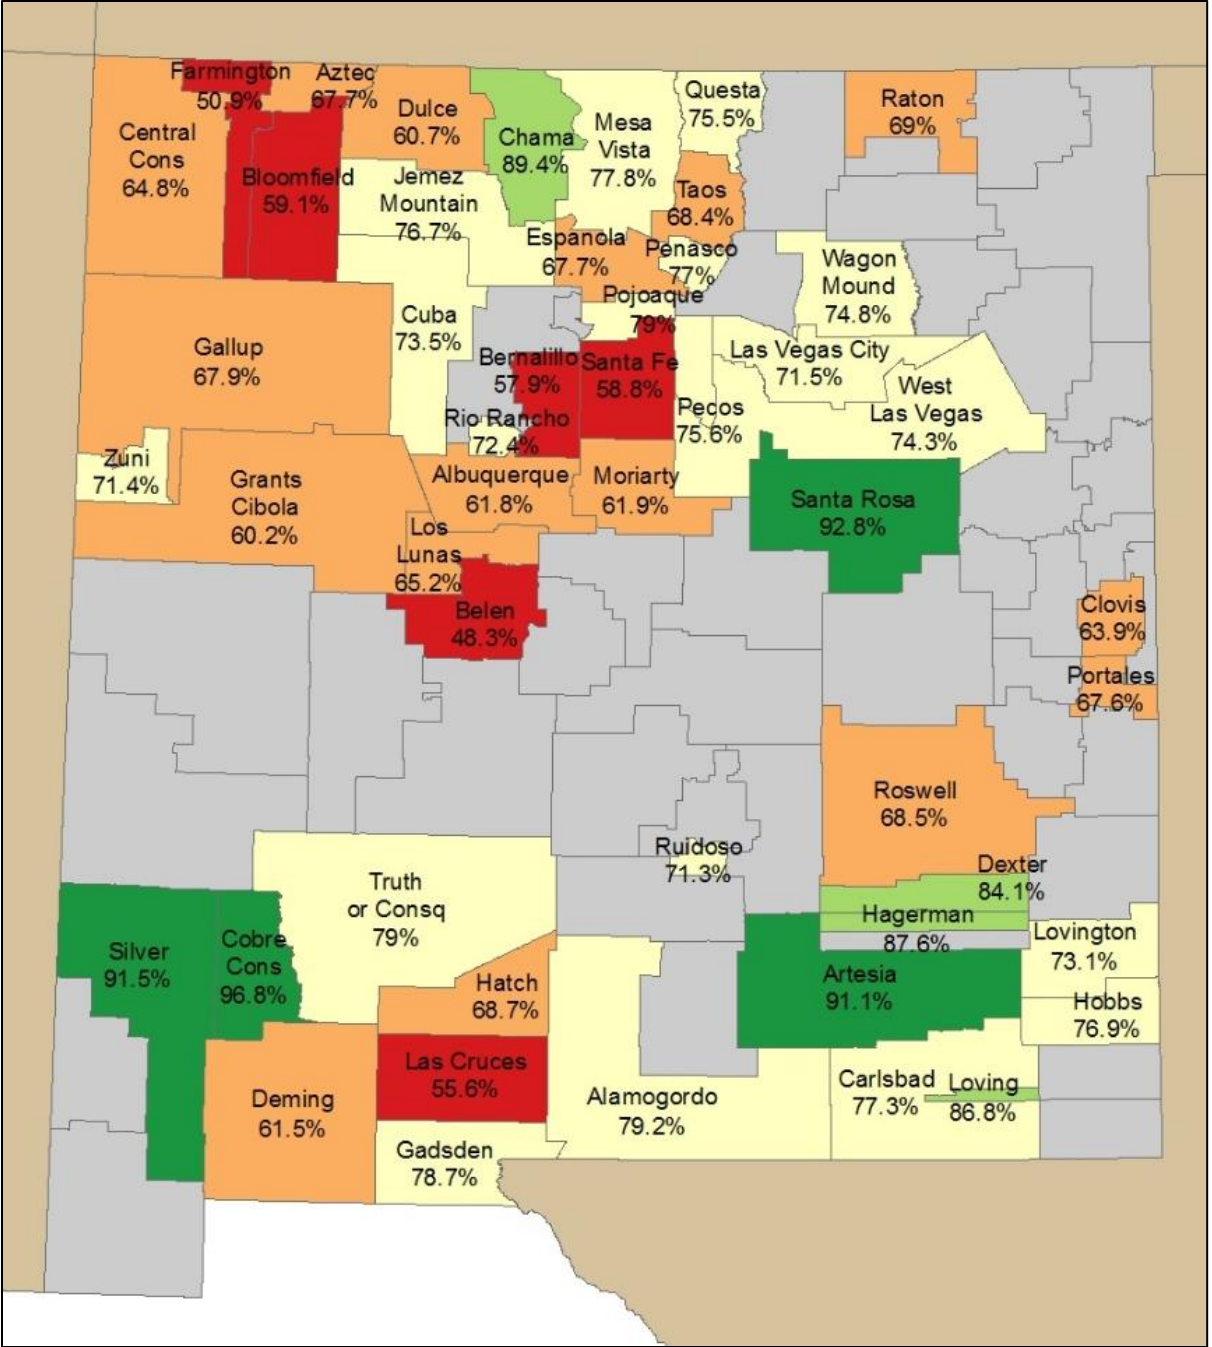 Farmington
50.9%
Aztec
67.7%
Dulce
60.7%
Chama
89.4%
Mesa
Vista
77.8%
Questa
75.5%
Raton
69%
Central
Cons
64.8%
Bloomfield
59.1%
Jemez
Mountain
76.7%
Taos
68.4%
Espanola
67.7%
Penasco
77%
Wagon
Mound
74.8%
Pojoaque
79%
Cuba
73.5%
Gallup
67.9%
Bernalillo
57.9%
Santa Fe
58.8%
Las Vegas City
71.5%
West
Las Vegas
74.3%
Pecos
75.6%
Rio Rancho
72.4%
Zuni
71.4%
Grants
Cibola
60.2%
Albuquerque
61.8%
Moriarty
61.9%
Santa Rosa
92.8%
Los
Lunas
65.2%
Belen
48.3%
Clovis
63.9%
Portales
67.6%
Roswell
68.5%
Ruidoso
71.3%
Dexter
84.1%
Truth
or Consq
79%
Hagerman
87.6%
Silver
91.5%
Cobre
Cons
96.8%
Lovington
73.1%
Artesia
91.1%
Hatch
68.7%
Hobbs
76.9%
Las Cruces
55.6%
Deming
61.5%
Alamogordo
79.2%
Carlsbad
77.3%
Loving
86.8%
Gadsden
78.7%